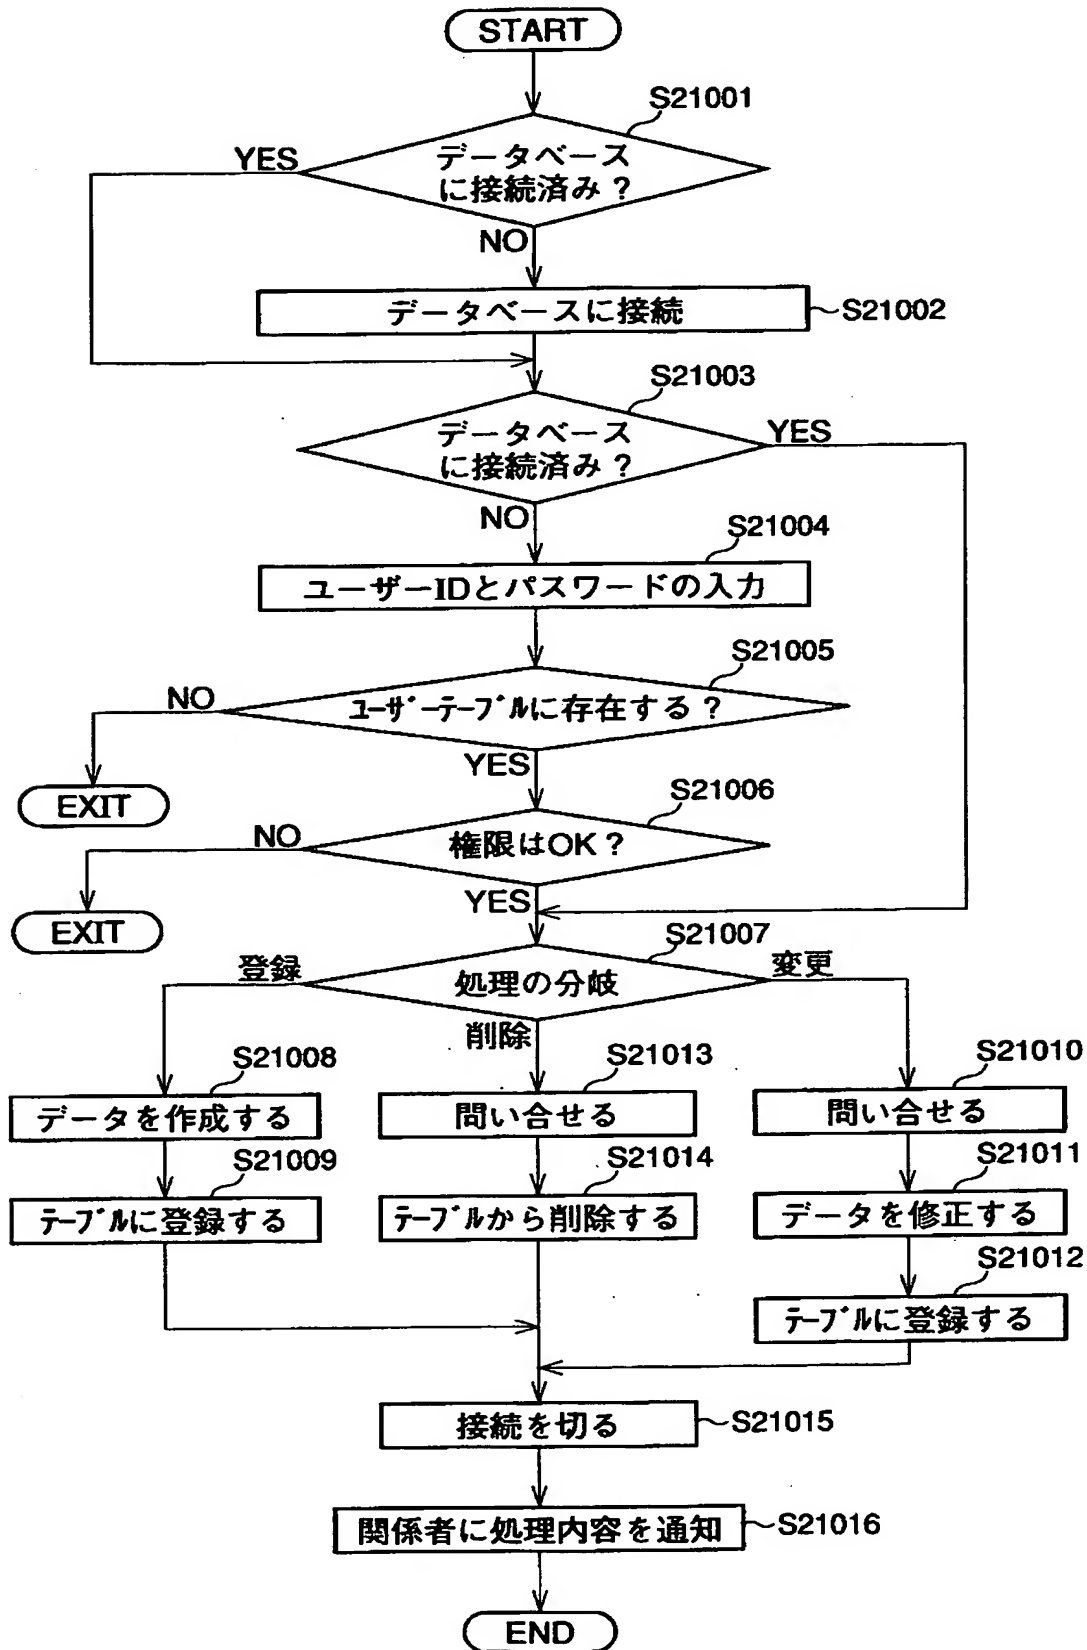 START
S21001
データベース
に接続済み？
YES
NO
データベースに接続
S21002
S21003
データベース
に接続済み？
YES
NO
S21004
ユーザーIDとパスワードの入力
S21005
ﾕｰｻﾞｰﾃｰﾌﾞﾙに存在する？
NO
YES
EXIT
S21006
権限はOK？
NO
YES
EXIT
S21007
処理の分岐
登録
変更
削除
S21008
S21013
S21010
データを作成する
問い合せる
問い合せる
S21009
S21014
S21011
ﾃｰﾌﾞﾙに登録する
ﾃｰﾌﾞﾙから削除する
データを修正する
S21012
ﾃｰﾌﾞﾙに登録する
接続を切る
S21015
関係者に処理内容を通知
S21016
END